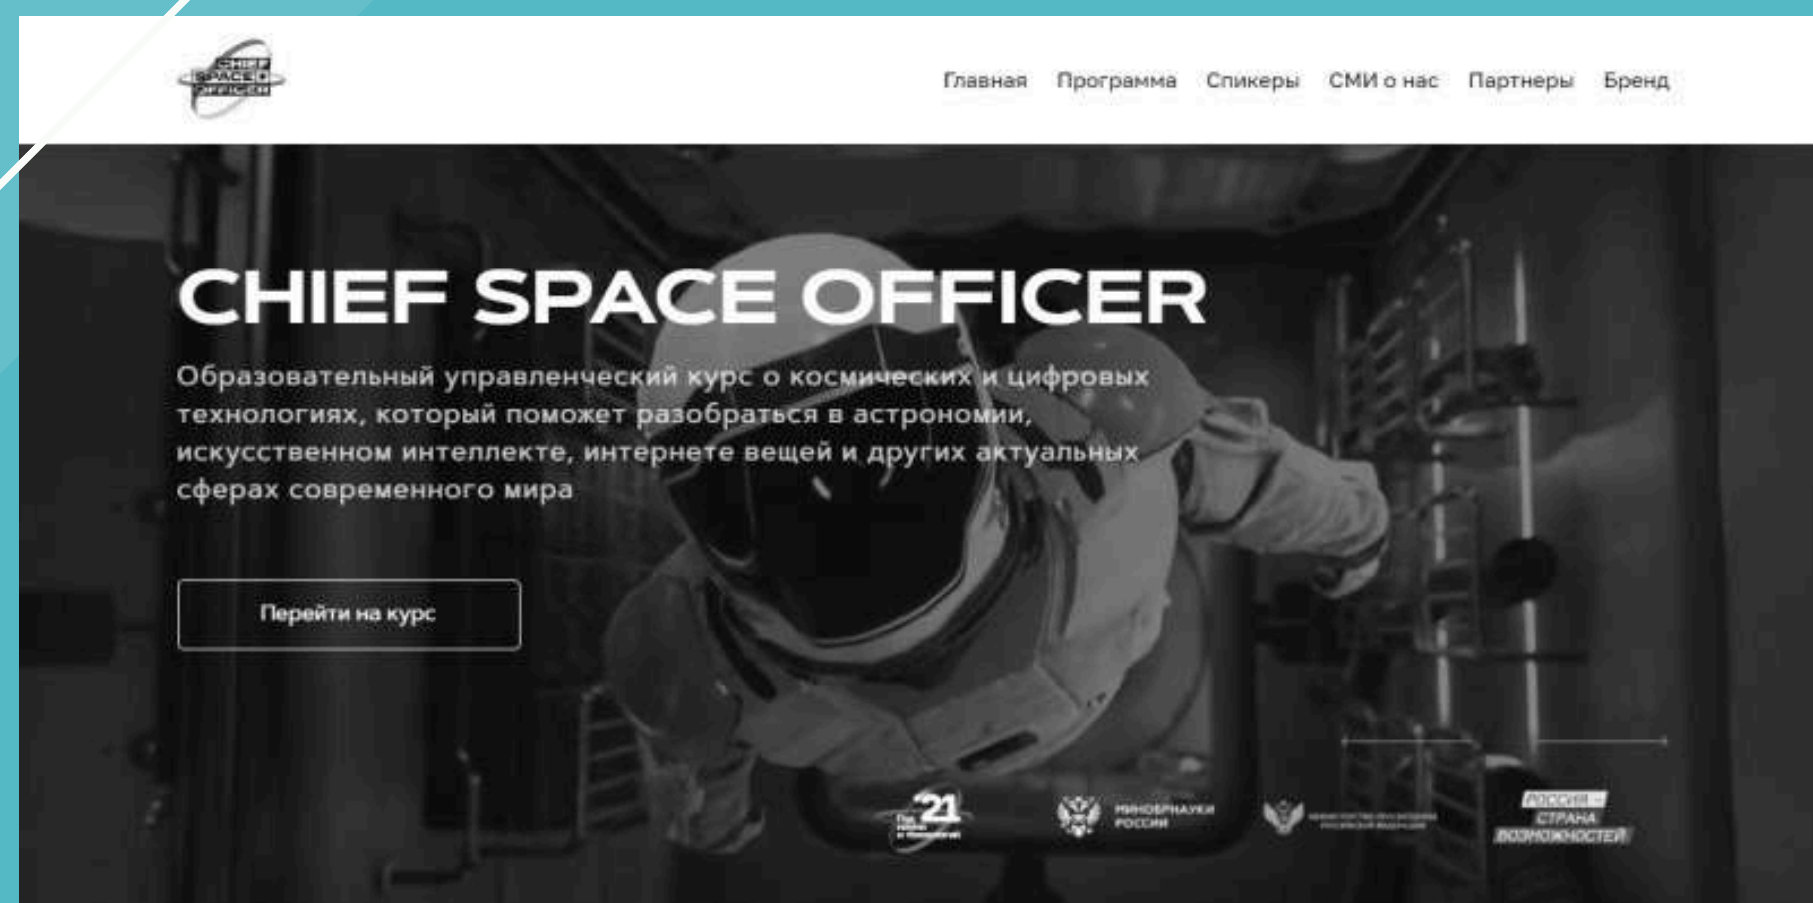 CHIEF
SPACE
OFFICER
Главная Программа Спикеры СМИ о нас Партнеры Бренд
CHIEF SPACE OFFICER
Образовательный управленческий курс о космических и цифровых
технологиях, который поможет разобраться в астрономии,
искусственном интеллекте, интернете вещей и других актуальных
сферах современного мира
Перейти на курс
'21
Год
МИНОБРНАУКИ
РОССИИ
РОССИЯ –
СТРАНА
ВОЗМОЖНОСТЕЙ